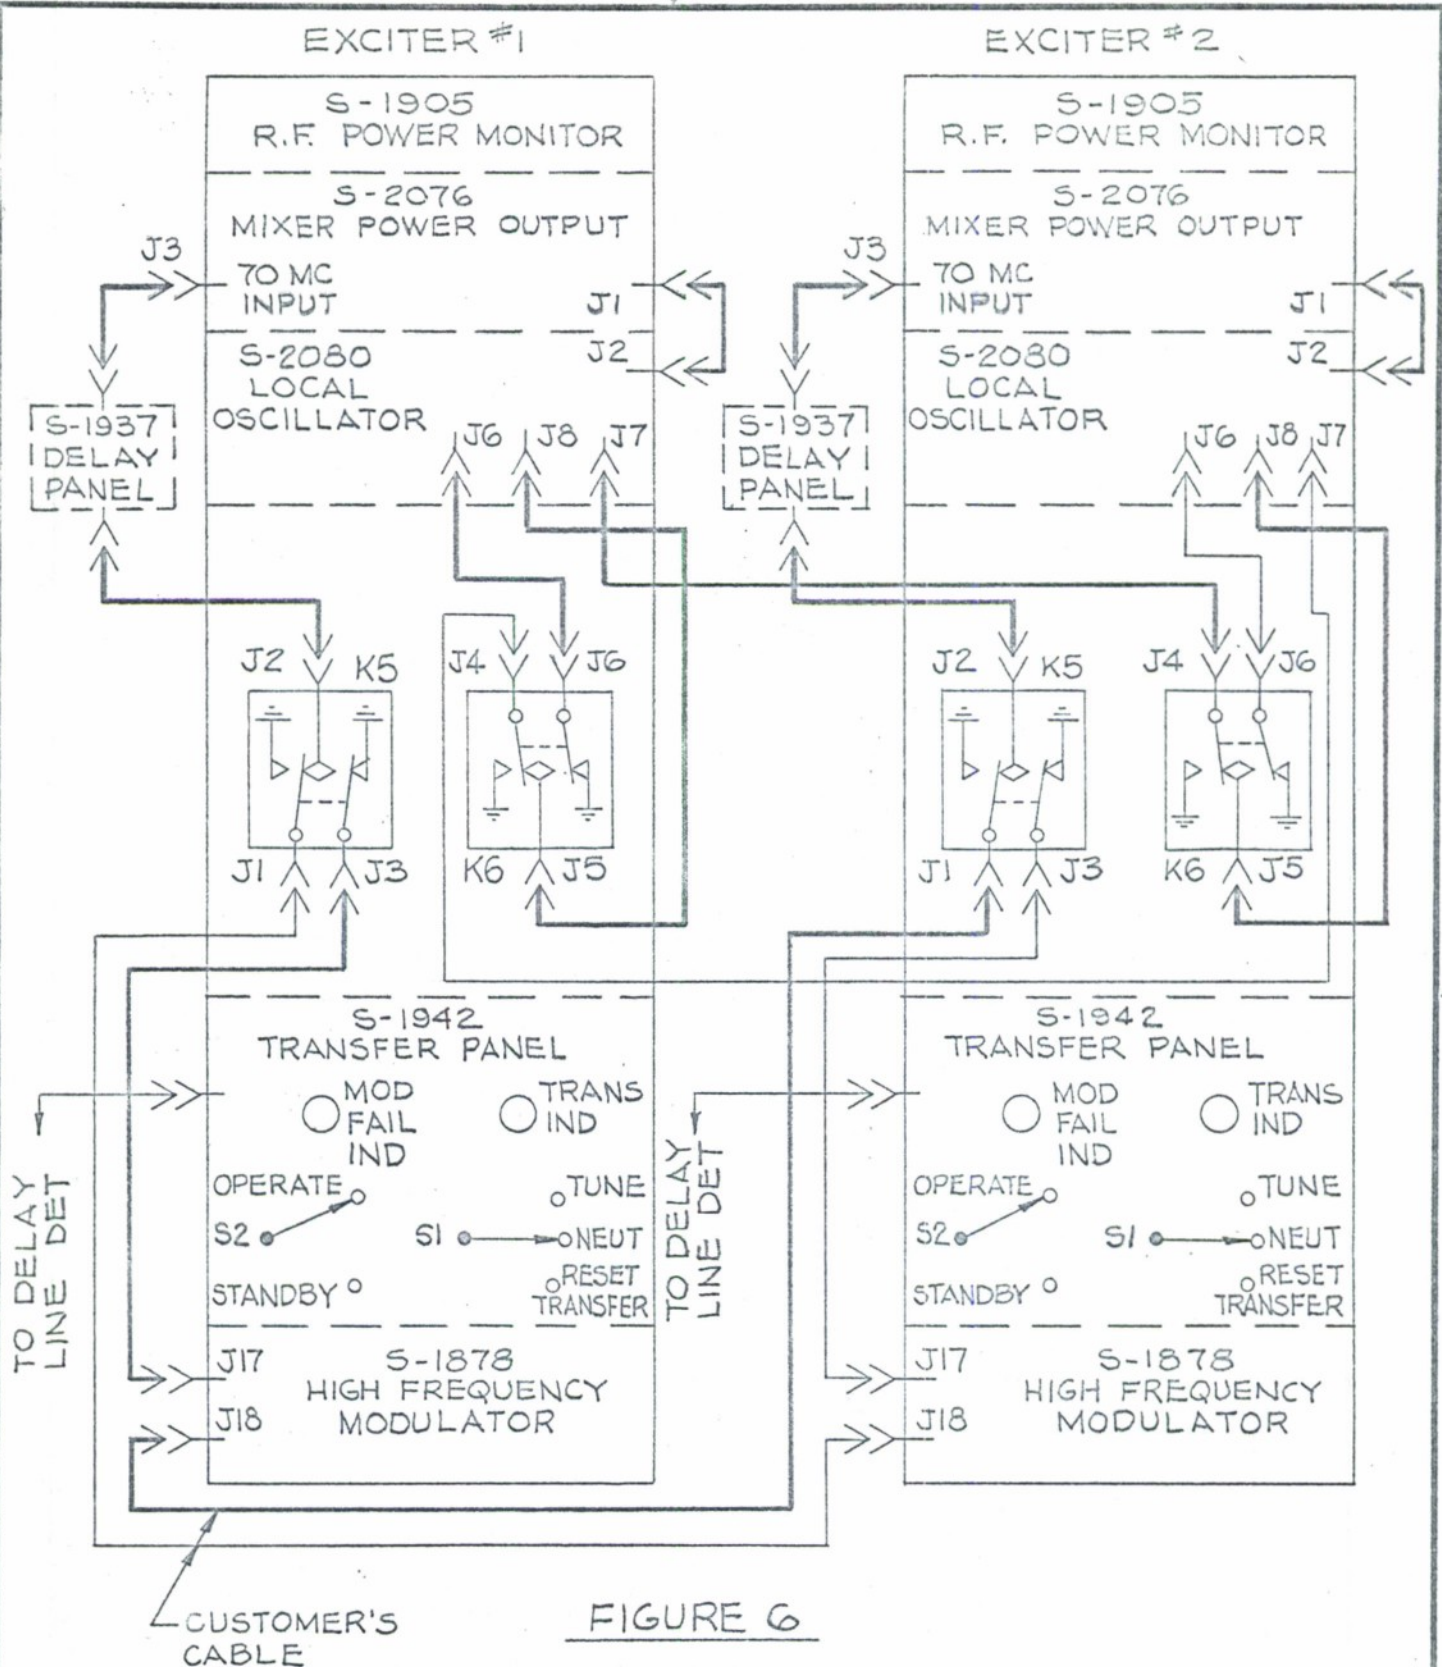 EXCITER #1
S-1905
R.F. POWER MONITOR
S-2076
MIXER POWER OUTPUT
J3
70 MC
INPUT
J1
S-2080
LOCAL
OSCILLATOR
J2
S-1937
DELAY
PANEL
J6
J8
J7
J2
K5
J4
J6
J1
J3
K6
J5
S-1942
TRANSFER PANEL
MOD
FAIL
IND
TRANS
IND
OPERATE
TUNE
S2
S1
NEUT
STANDBY
RESET
TRANSFER
TO DELAY
LINE DET
J17
S-1878
HIGH FREQUENCY
MODULATOR
J18
EXCITER #2
S-1905
R.F. POWER MONITOR
S-2076
MIXER POWER OUTPUT
J3
70 MC
INPUT
J1
S-2080
LOCAL
OSCILLATOR
J2
S-1937
DELAY
PANEL
J6
J8
J7
J2
K5
J4
J6
J1
J3
K6
J5
S-1942
TRANSFER PANEL
MOD
FAIL
IND
TRANS
IND
OPERATE
TUNE
S2
S1
NEUT
STANDBY
RESET
TRANSFER
TO DELAY
LINE DET
J17
S-1878
HIGH FREQUENCY
MODULATOR
J18
CUSTOMER'S
CABLE
FIGURE 6